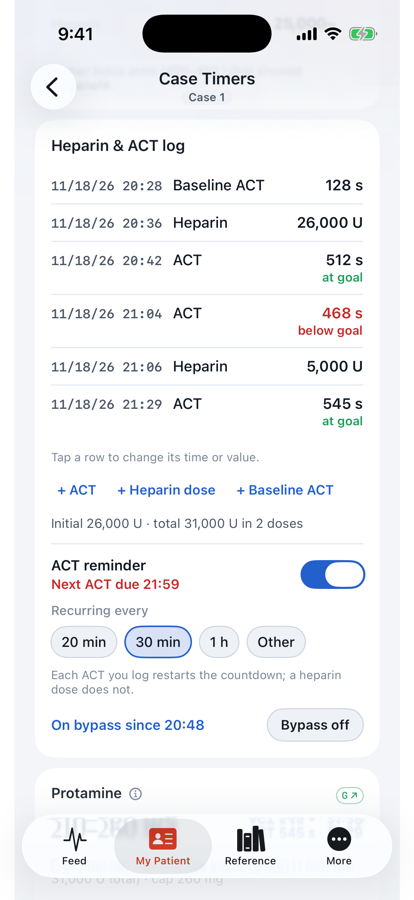 9:41
Case Timers
Case 1
Heparin & ACT log
11/18/26 20:28 Baseline ACT 128 s
11/18/26 20:36 Heparin 26,000 U
11/18/26 20:42 ACT 512 s
at goal
11/18/26 21:04 ACT 468 s
below goal
11/18/26 21:06 Heparin 5,000 U
11/18/26 21:29 ACT 545 s
at goal
Tap a row to change its time or value.
+ ACT + Heparin dose + Baseline ACT
Initial 26,000 U · total 31,000 U in 2 doses
ACT reminder
Next ACT due 21:59
Recurring every
20 min 30 min 1 h Other
Each ACT you log restarts the countdown; a heparin
dose does not.
On bypass since 20:48 Bypass off
Protamine G↗
Feed My Patient Reference More
31,000 U total) · cap 260 mg